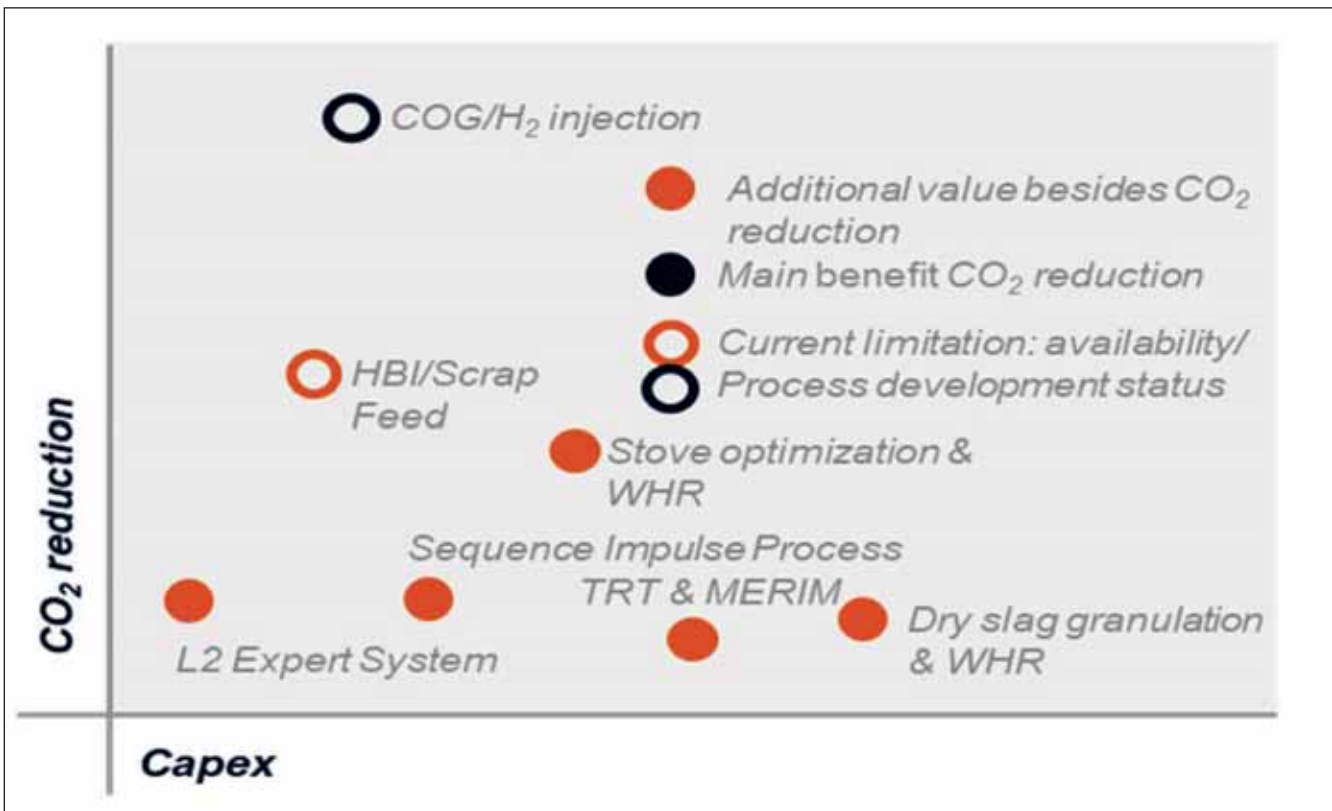 COG/H₂ injection
Additional value besides CO₂
reduction
Main benefit CO₂ reduction
Current limitation: availability/
Process development status
HBI/Scrap
Feed
Stove optimization &
WHR
Sequence Impulse Process
TRT & MERIM
Dry slag granulation
& WHR
L2 Expert System
CO₂ reduction
Capex